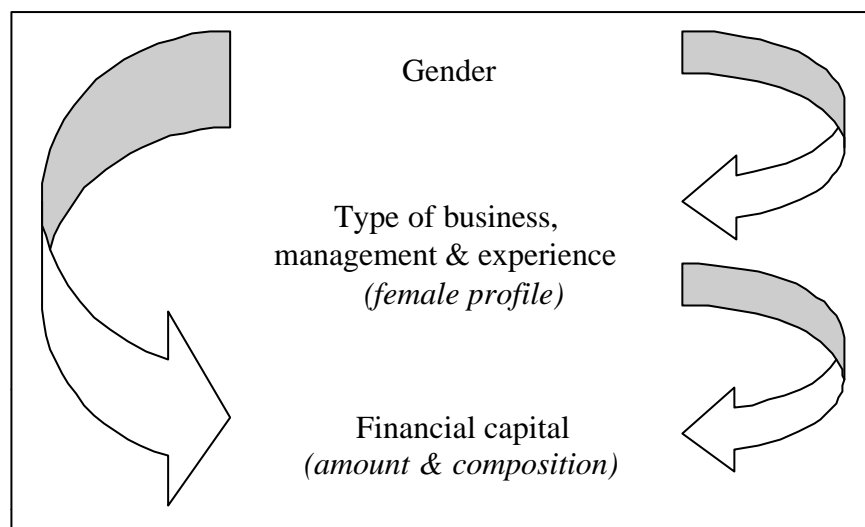 Gender
Type of business,
management & experience
(female profile)
Financial capital
(amount & composition)